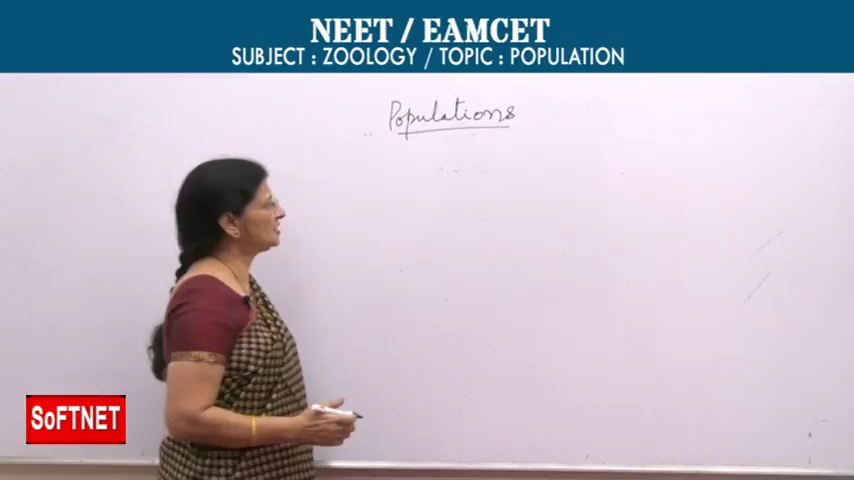 NEET / EAMCET
SUBJECT : ZOOLOGY / TOPIC : POPULATION
Populations
SoFTNET